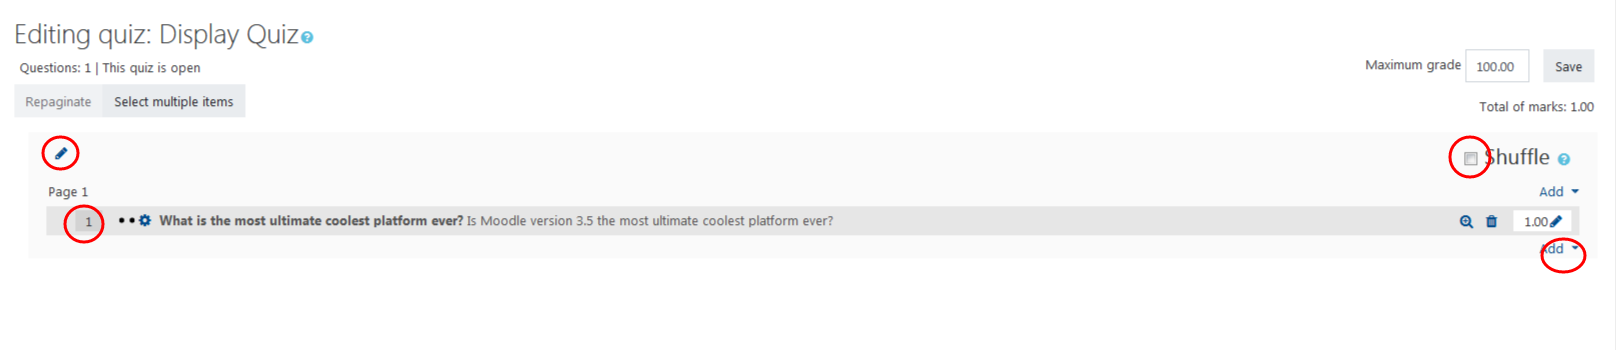 Editing quiz: Display Quiz
Questions: 1 | This quiz is open
Maximum grade 100.00 Save
Repaginate Select multiple items
Total of marks: 1.00
Shuffle
Page 1
Add
1 What is the most ultimate coolest platform ever? Is Moodle version 3.5 the most ultimate coolest platform ever? 1.00
Add